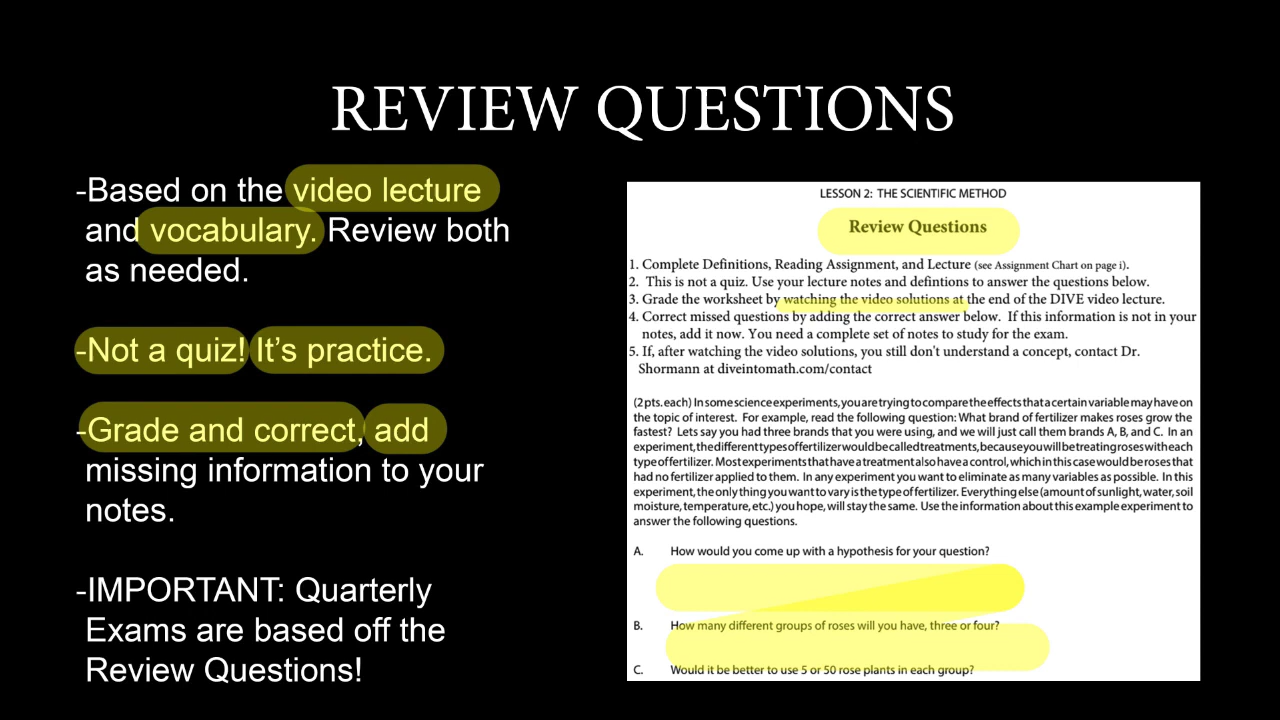 REVIEW QUESTIONS
-Based on the video lecture
and vocabulary. Review both
as needed.
-Not a quiz! It's practice.
-Grade and correct, add
missing information to your
notes.
-IMPORTANT: Quarterly
Exams are based off the
Review Questions!
LESSON 2: THE SCIENTIFIC METHOD
Review Questions
1. Complete Definitions, Reading Assignment, and Lecture (see Assignment Chart on page i).
2. This is not a quiz. Use your lecture notes and defintions to answer the questions below.
3. Grade the worksheet by watching the video solutions at the end of the DIVE video lecture.
4. Correct missed questions by adding the correct answer below. If this information is not in your
notes, add it now. You need a complete set of notes to study for the exam.
5. If, after watching the video solutions, you still don't understand a concept, contact Dr.
Shormann at diveintomath.com/contact
(2 pts. each) In some science experiments, you are trying to compare the effects that a certain variable may have on
the topic of interest. For example, read the following question: What brand of fertilizer makes roses grow the
fastest? Lets say you had three brands that you were using, and we will just call them brands A, B, and C. In an
experiment, the different types of fertilizer would be called treatments, because you will be treating roses with each
type of fertilizer. Most experiments that have a treatment also have a control, which in this case would be roses that
had no fertilizer applied to them. In any experiment you want to eliminate as many variables as possible. In this
experiment, the only thing you want to vary is the type of fertilizer. Everything else (amount of sunlight, water, soil
moisture, temperature, etc.) you hope, will stay the same. Use the information about this example experiment to
answer the following questions.
A. How would you come up with a hypothesis for your question?
B. How many different groups of roses will you have, three or four?
C. Would it be better to use 5 or 50 rose plants in each group?